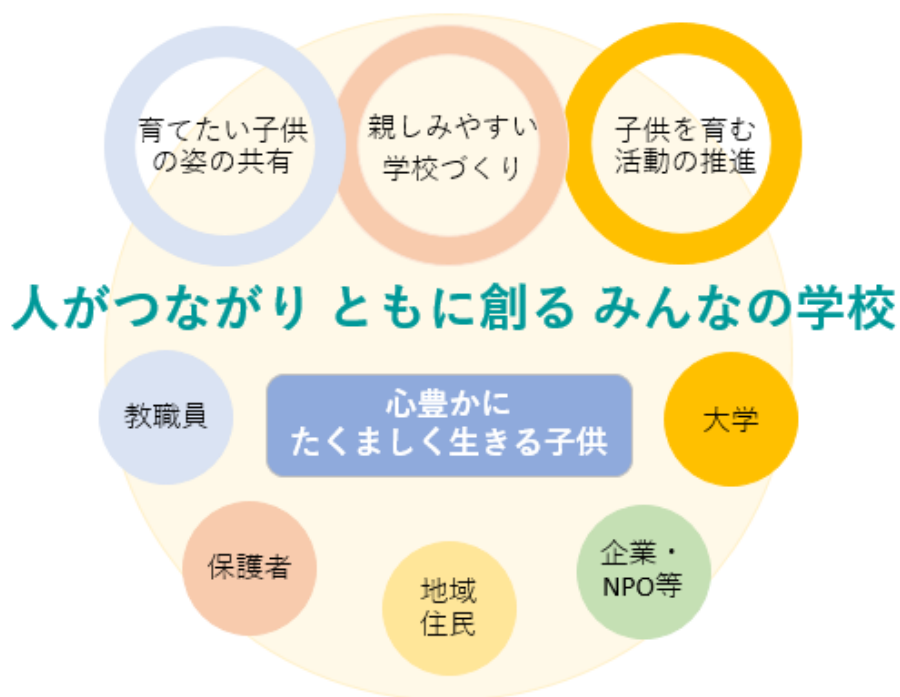 育てたい子供
の姿の共有
親しみやすい
学校づくり
子供を育む
活動の推進
人がつながり ともに創る みんなの学校
教職員
心豊かに
たくましく生きる子供
大学
保護者
地域
住民
企業・
NPO等